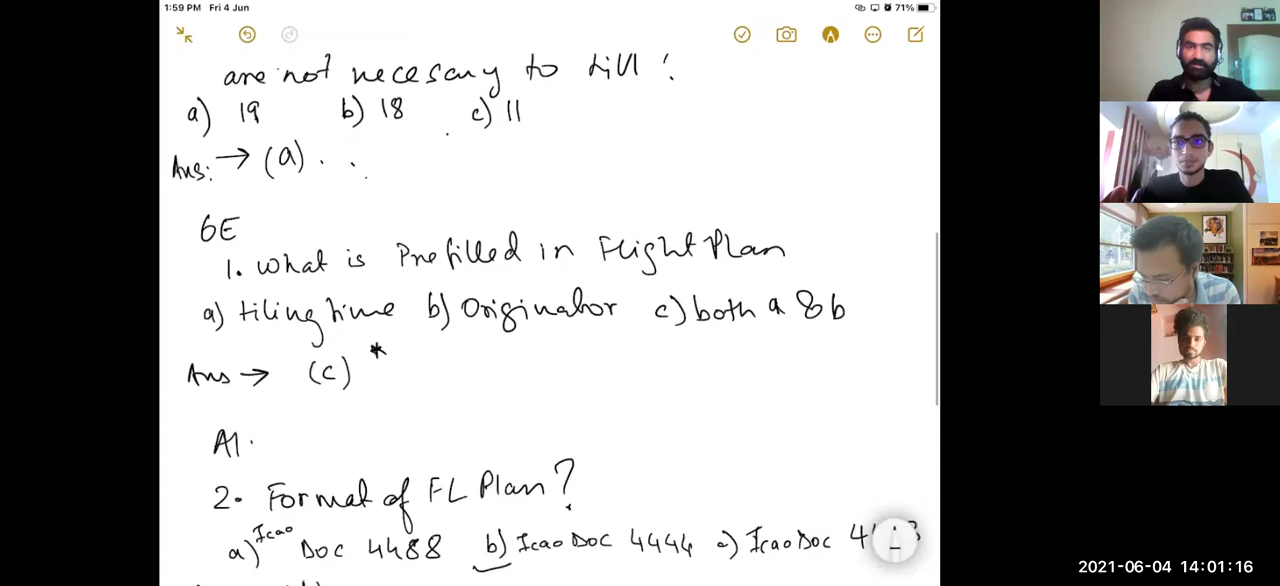 1:59 PM Fri 4 Jun
71%
are not necesary to fill?
a) 19 b) 18 c) 11
Ans: → (a).
6E
1. What is Prefilled in Flight Plan
a) filing time b) Originator c) both a & b
Ans → (c) *
AI.
2. Format of FL Plan?
a) Icao Doc 4488 b) Icao Doc 4444 c) Icao Doc
2021-06-04 14:01:16